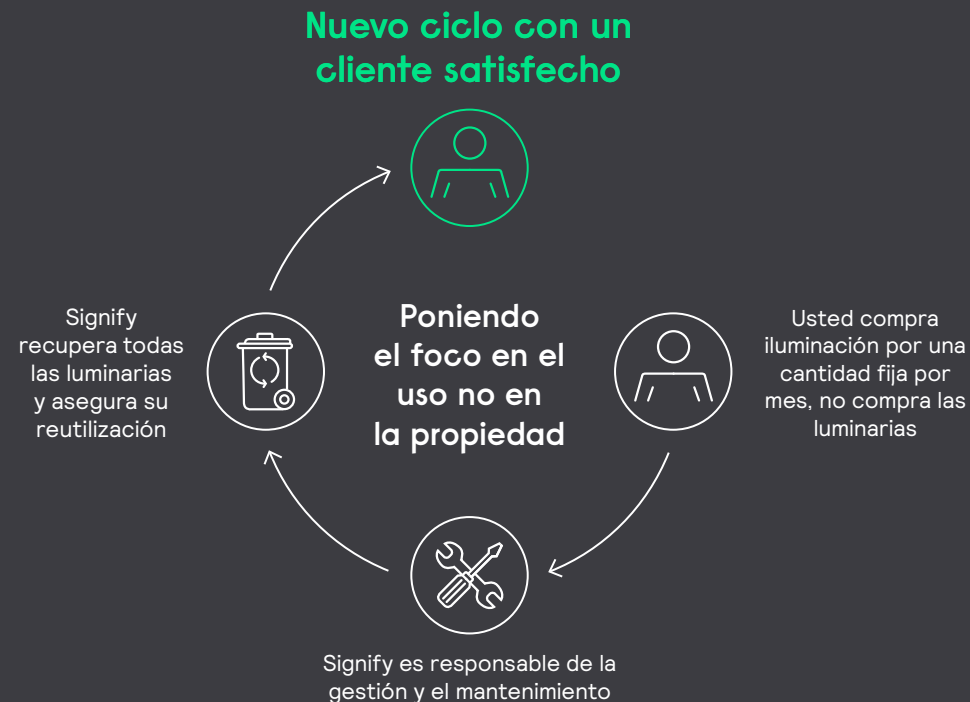 Nuevo ciclo con un
cliente satisfecho
Signify
recupera todas
las luminarias
y asegura su
reutilización
Poniendo
el foco en el
uso no en
la propiedad
Usted compra
iluminación por una
cantidad fija por
mes, no compra las
luminarias
Signify es responsable de la
gestión y el mantenimiento